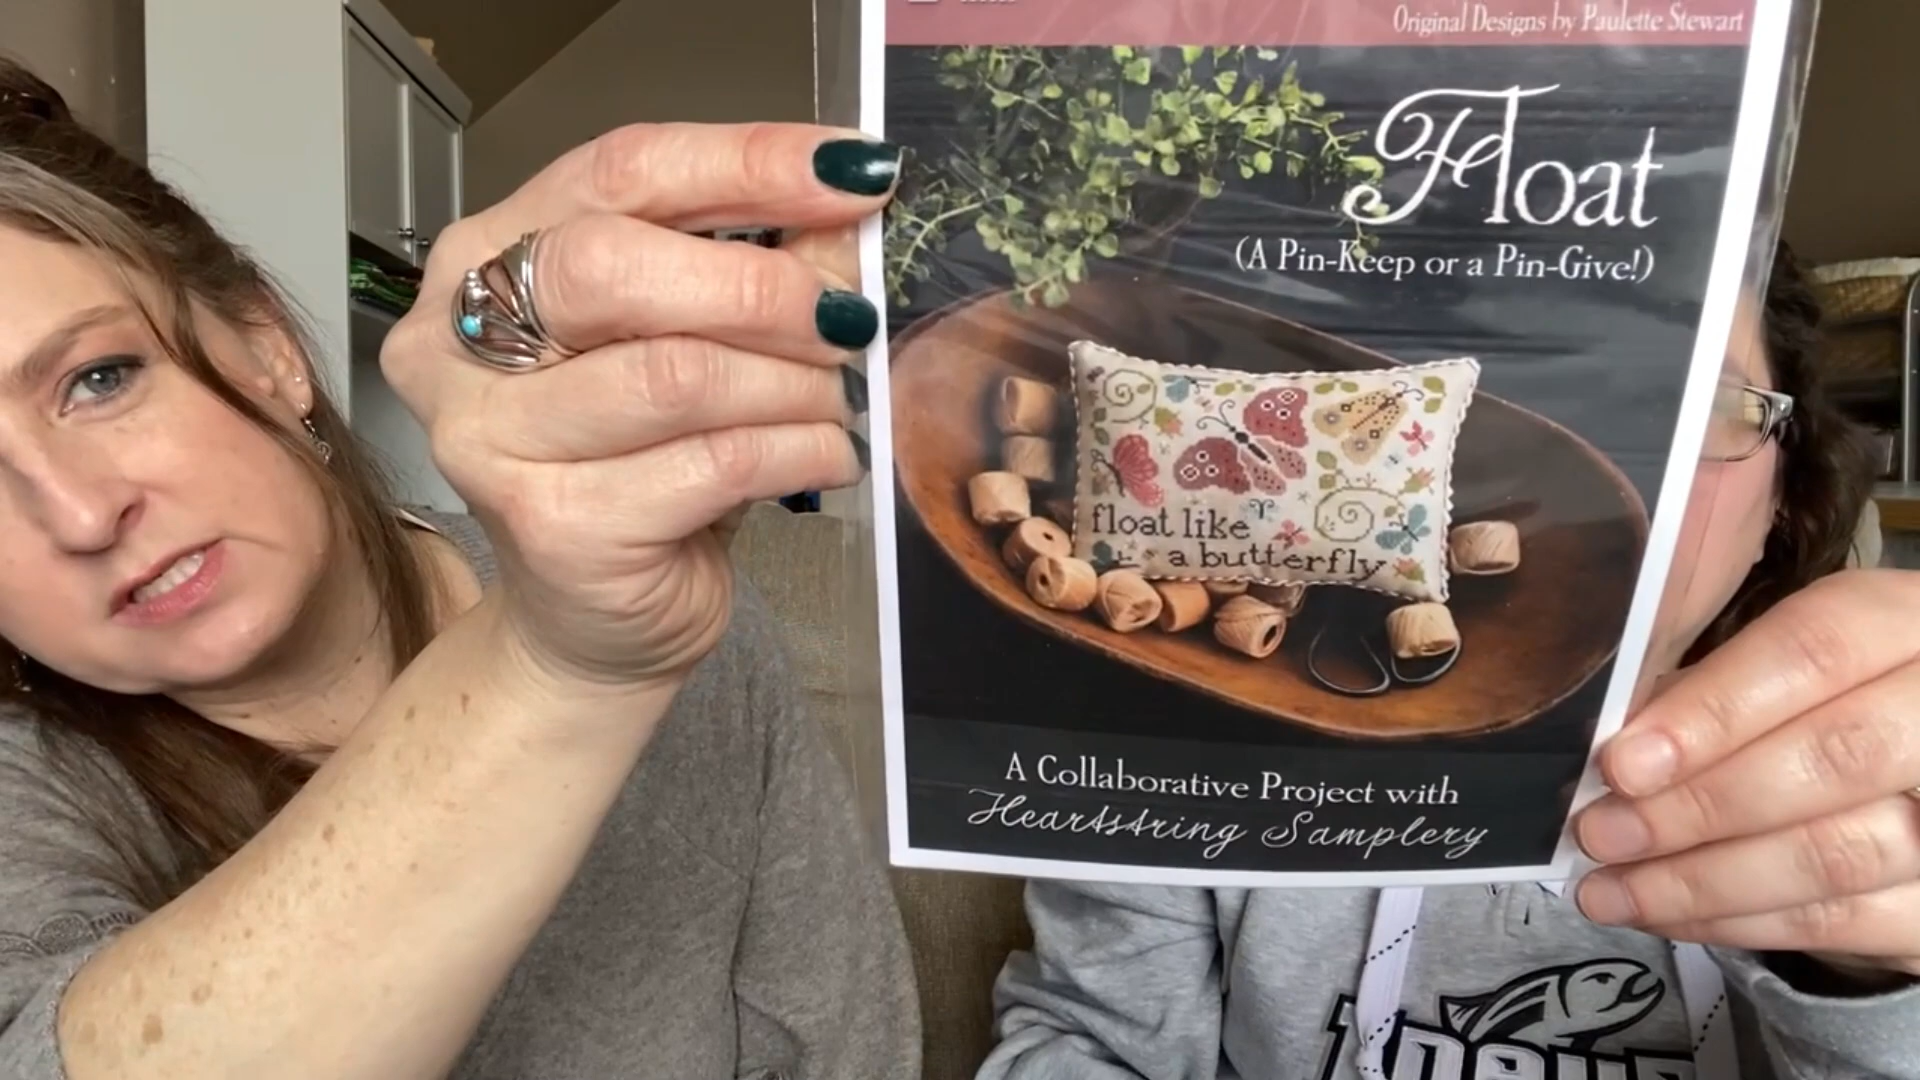 Original Designs by Paulette Stewart
Float
(A Pin-Keep or a Pin-Give!)
float like
a butterfly
A Collaborative Project with
Heartstring Samplery